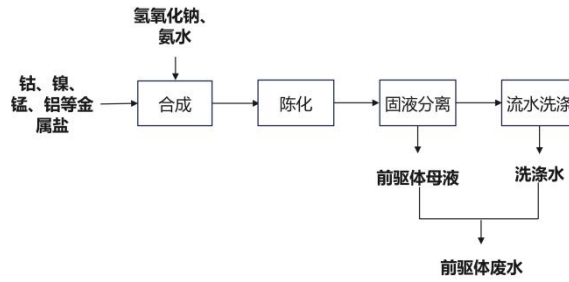 氢氧化钠、
氨水
钴、镍、
锰、铝等金
属盐
合成
陈化
固液分离
流水洗涤
前驱体母液
洗涤水
前驱体废水